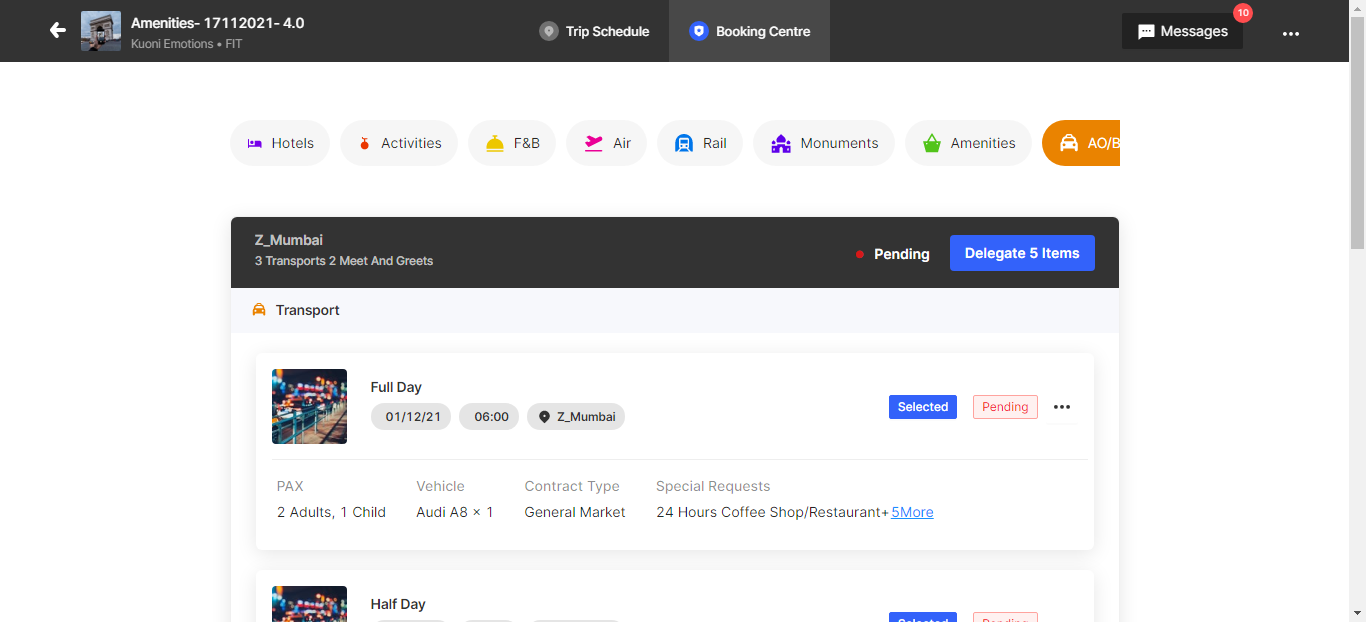 Amenities- 17112021- 4.0
Kuoni Emotions • FIT
Trip Schedule
Booking Centre
Messages
10
Hotels
Activities
F&B
Air
Rail
Monuments
Amenities
AO/B
Z_Mumbai
3 Transports 2 Meet And Greets
Pending
Delegate 5 Items
Transport
Full Day
01/12/21
06:00
Z_Mumbai
Selected
Pending
PAX
Vehicle
Contract Type
Special Requests
2 Adults, 1 Child
Audi A8 × 1
General Market
24 Hours Coffee Shop/Restaurant+5More
Half Day
Selected
Pending